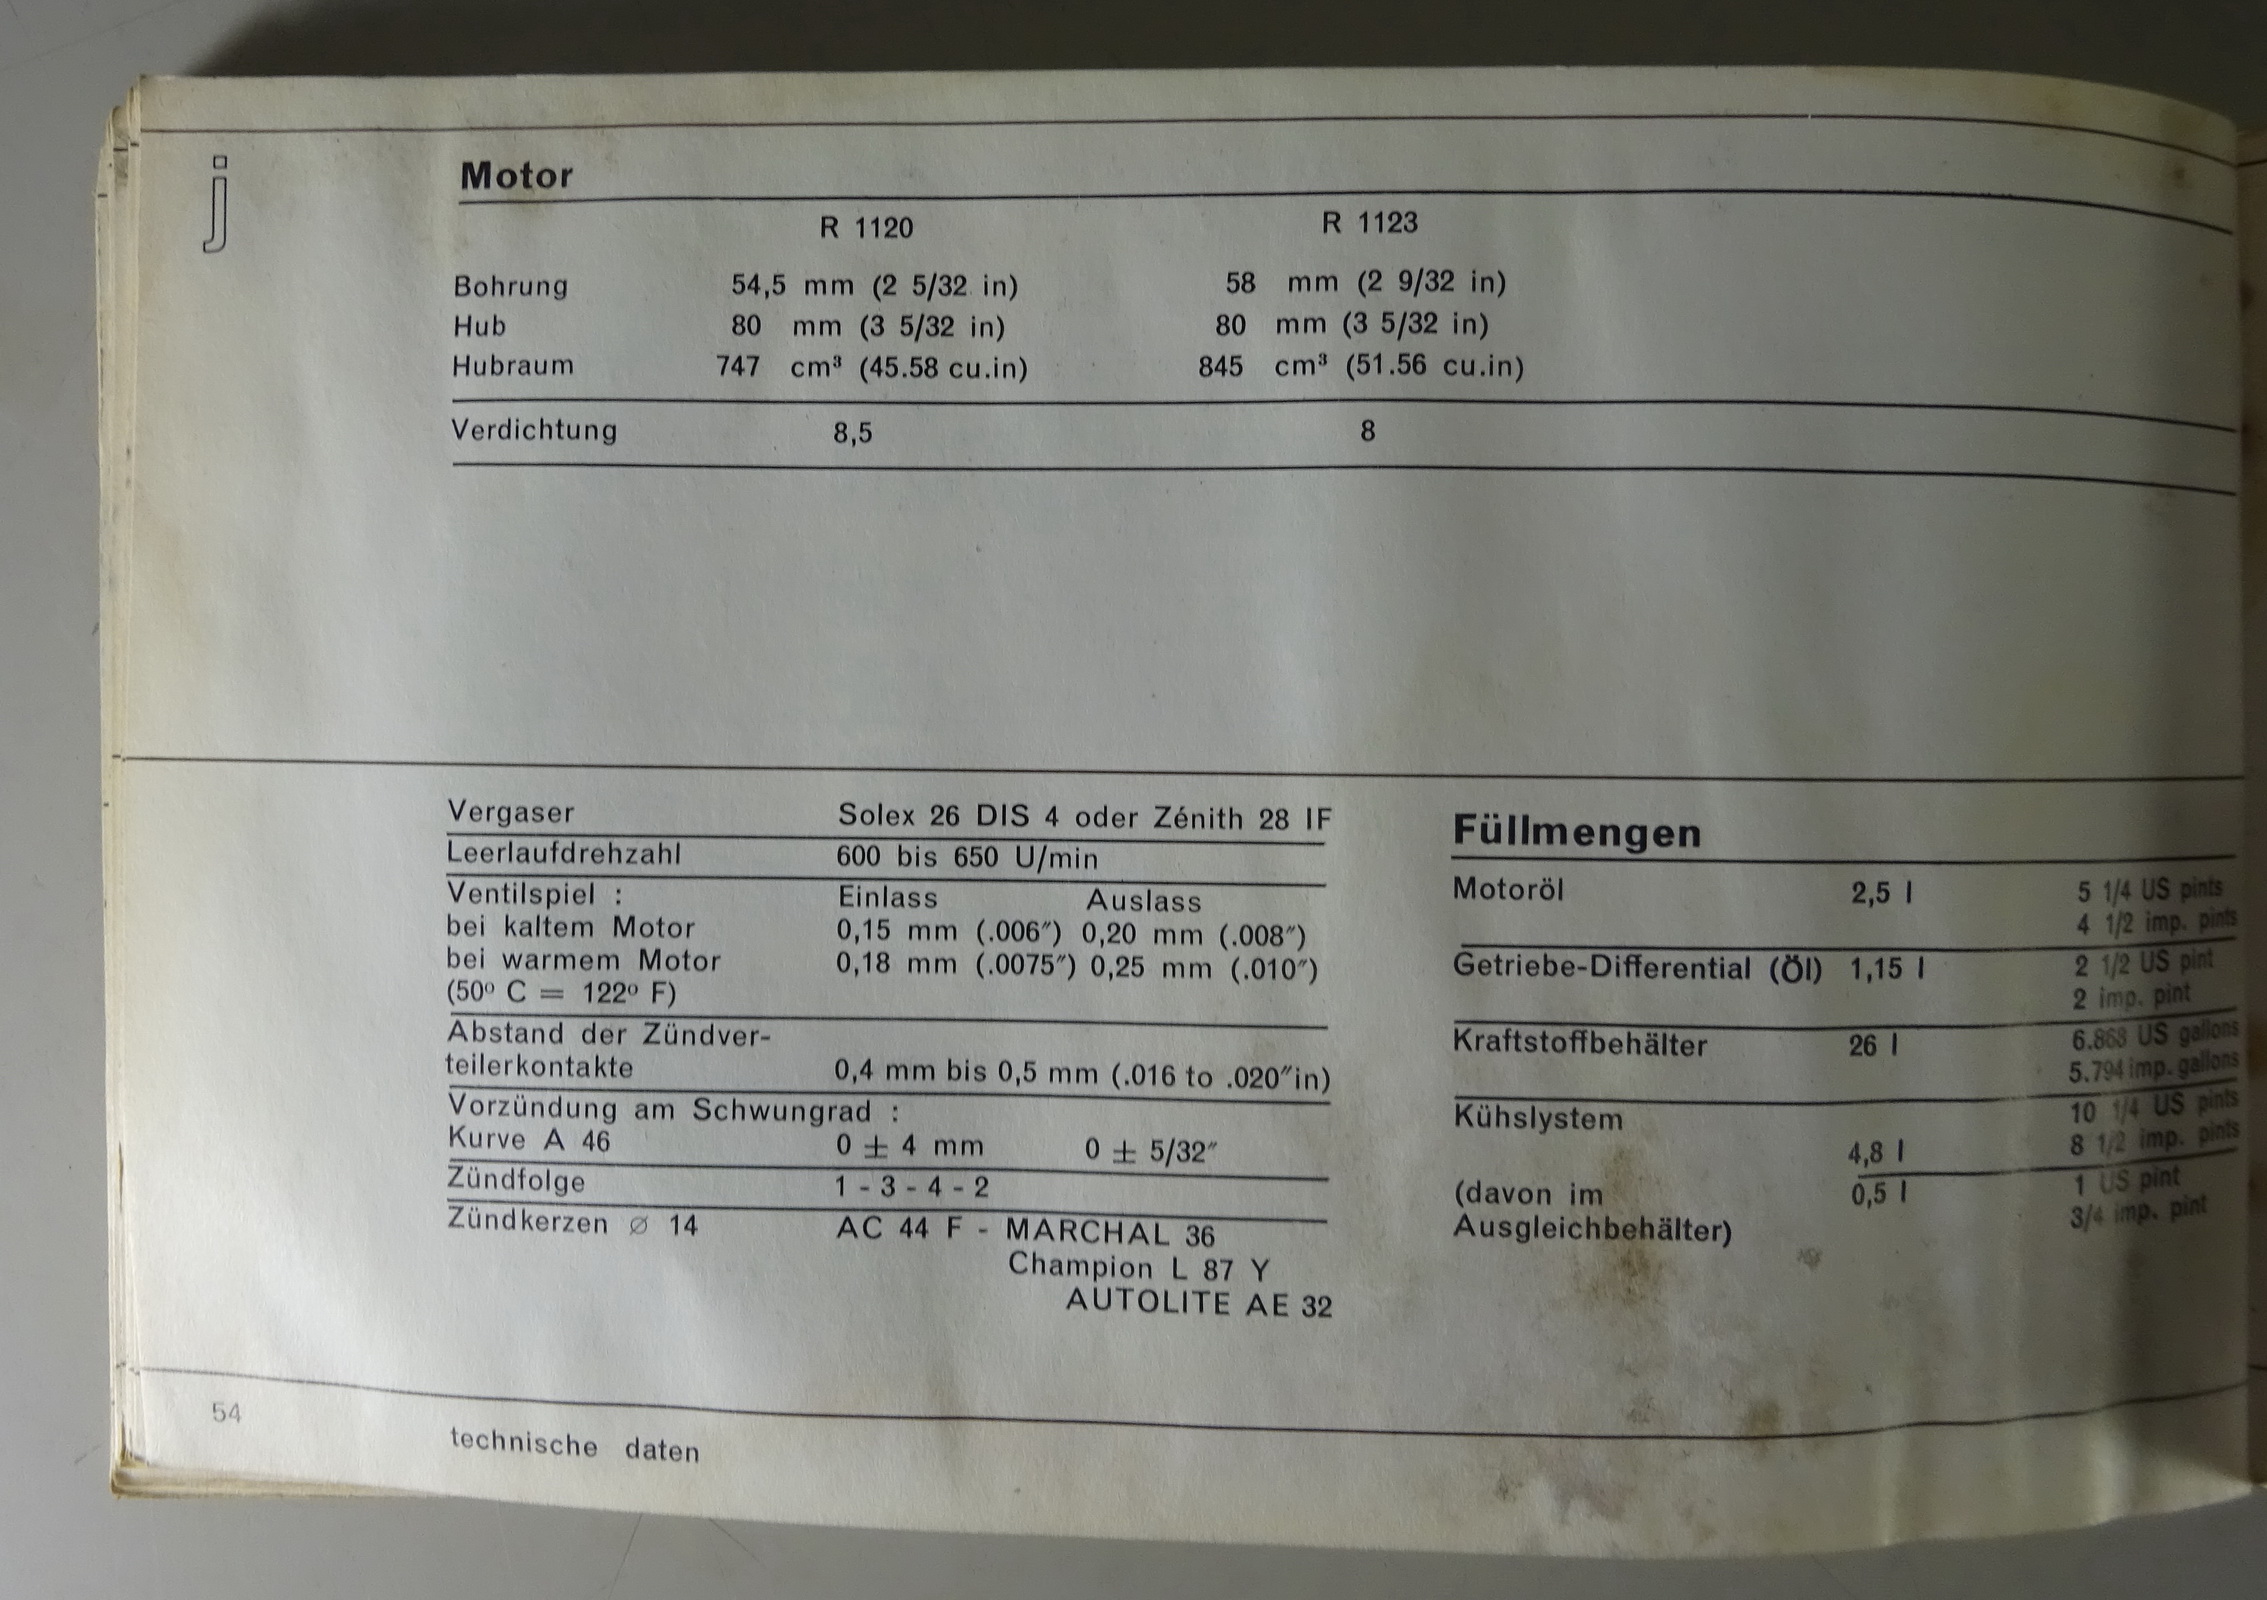 j
Motor
R 1120 R 1123
Bohrung 54,5 mm (2 5/32 in) 58 mm (2 9/32 in)
Hub 80 mm (3 5/32 in) 80 mm (3 5/32 in)
Hubraum 747 cm³ (45.58 cu.in) 845 cm³ (51.56 cu.in)
Verdichtung 8,5 8
Vergaser Solex 26 DIS 4 oder Zénith 28 IF
Leerlaufdrehzahl 600 bis 650 U/min
Ventilspiel : Einlass Auslass
bei kaltem Motor 0,15 mm (.006″) 0,20 mm (.008″)
bei warmem Motor 0,18 mm (.0075″) 0,25 mm (.010″)
(50º C = 122º F)
Abstand der Zündver-
teilerkontakte 0,4 mm bis 0,5 mm (.016 to .020″in)
Vorzündung am Schwungrad :
Kurve A 46 0 ± 4 mm 0 ± 5/32″
Zündfolge 1 - 3 - 4 - 2
Zündkerzen ∅ 14 AC 44 F - MARCHAL 36
Champion L 87 Y
AUTOLITE AE 32
Füllmengen
Motoröl 2,5 l 5 1/4 US pints
4 1/2 imp. pints
Getriebe-Differential (Öl) 1,15 l 2 1/2 US pint
2 imp. pint
Kraftstoffbehälter 26 l 6.868 US gallons
5.794 imp. gallons
Kühslystem 10 1/4 US pints
4,8 l 8 1/2 imp. pints
(davon im 0,5 l 1 US pint
Ausgleichbehälter) 3/4 imp. pint
54
technische daten